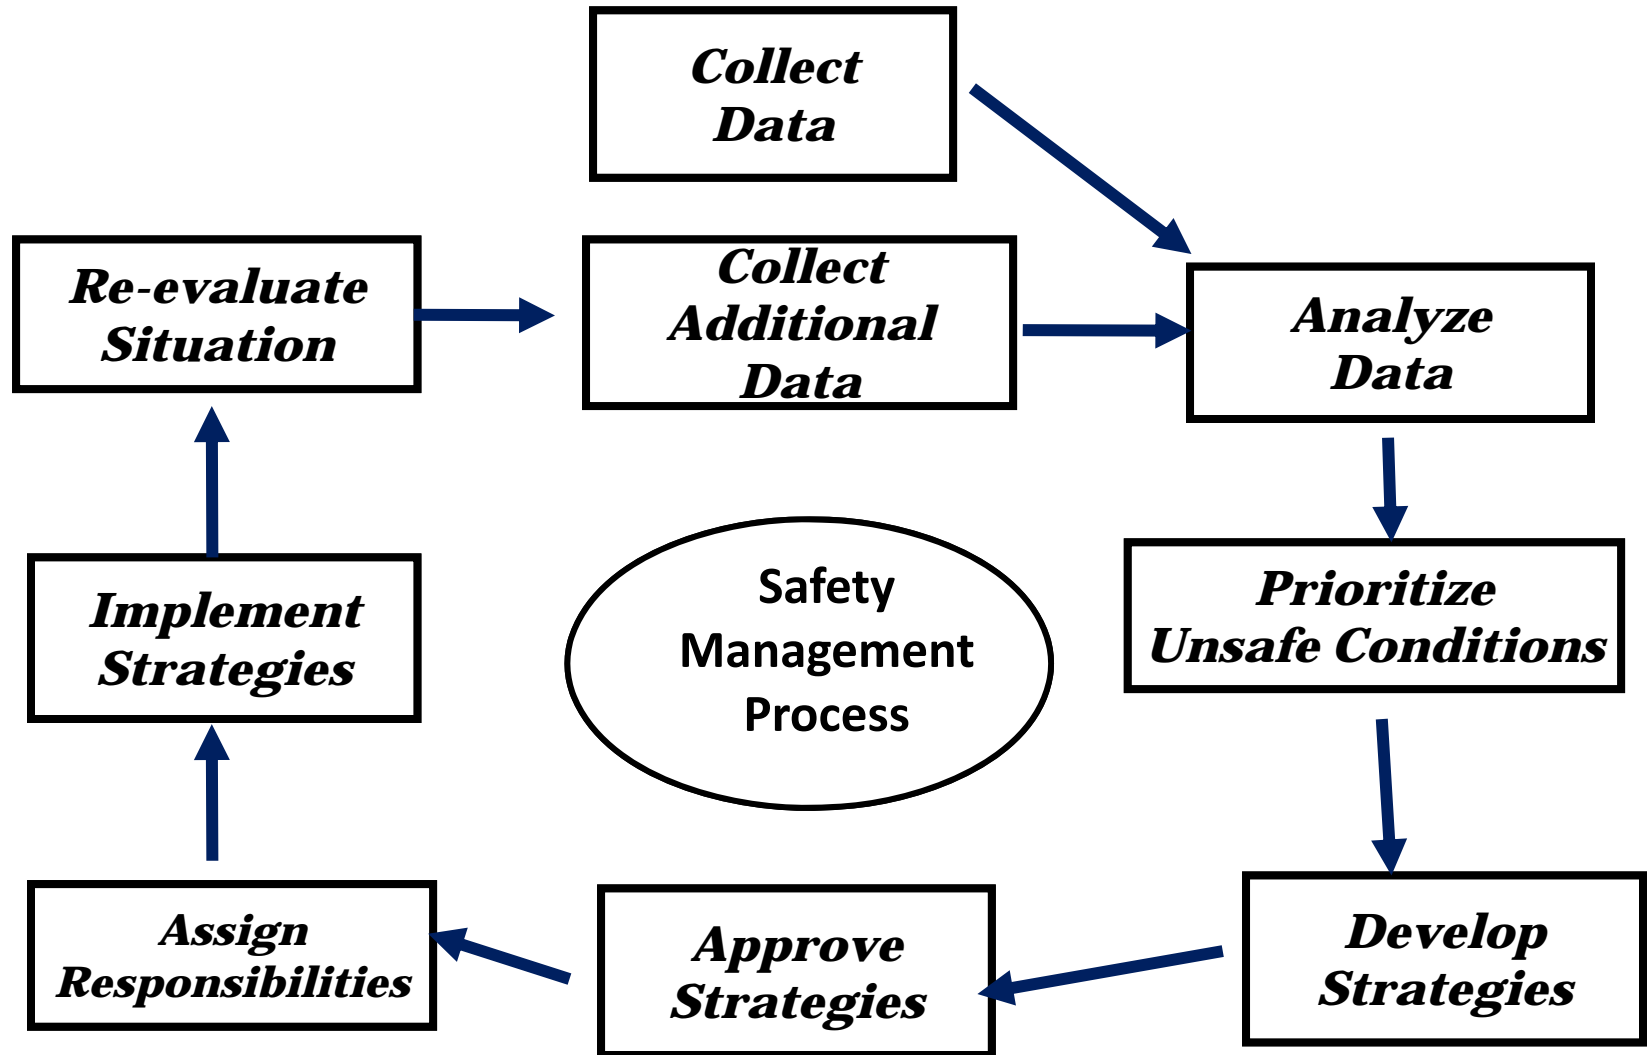 Collect
Data
Re-evaluate
Situation
Collect
Additional
Data
Analyze
Data
Safety
Management
Process
Implement
Strategies
Prioritize
Unsafe Conditions
Assign
Responsibilities
Approve
Strategies
Develop
Strategies